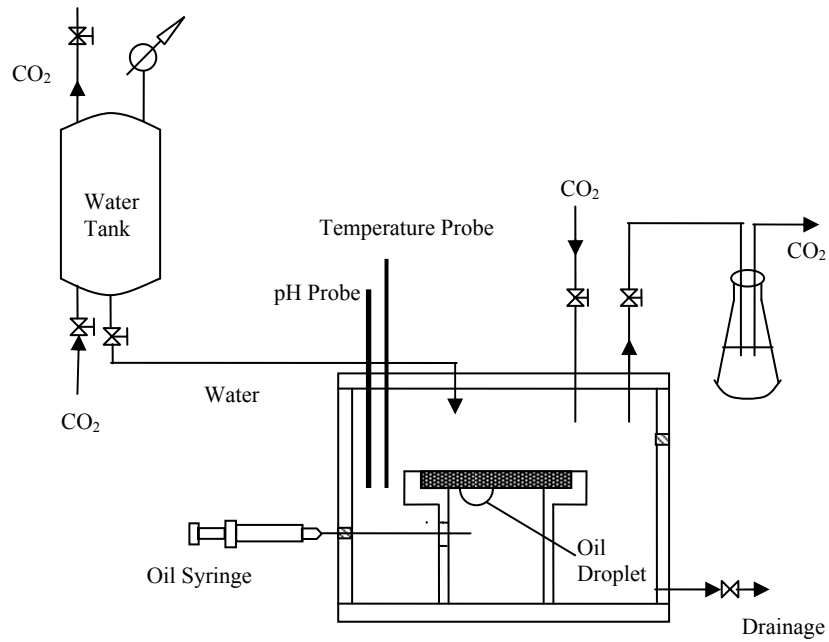 CO₂
Water
Tank
CO₂
Temperature Probe
CO₂
pH Probe
Water
CO₂
Oil Syringe
Oil
Droplet
Drainage